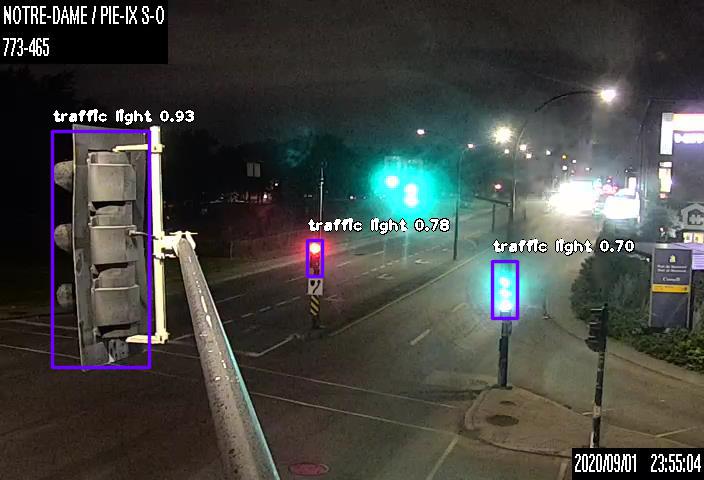 NOTRE-DAME / PIE-IX S-O
773-465
traffic light 0.93
traffic light 0.78
traffic light 0.70
Canada
2020/09/01 23:55:04